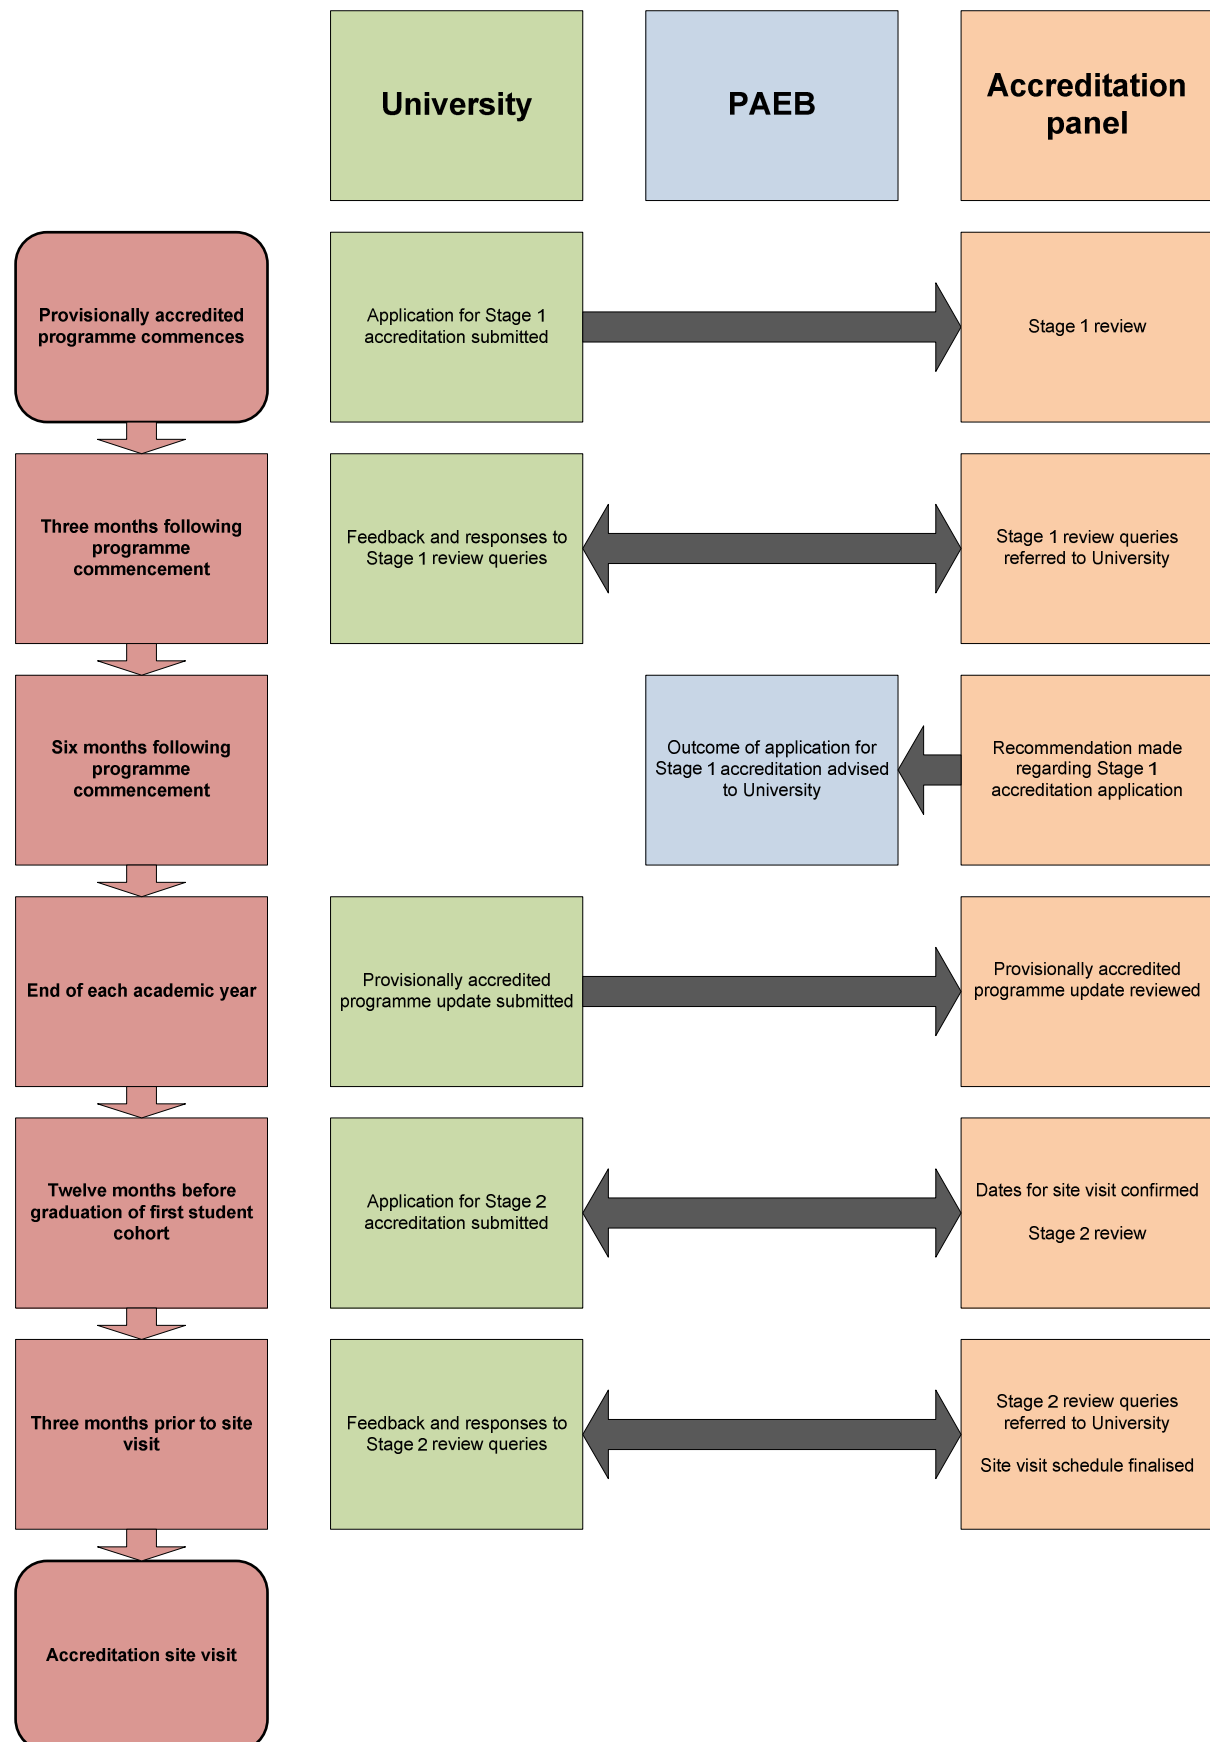 University
PAEB
Accreditation
panel
Provisionally accredited
programme commences
Application for Stage 1
accreditation submitted
Stage 1 review
Three months following
programme
commencement
Feedback and responses to
Stage 1 review queries
Stage 1 review queries
referred to University
Six months following
programme
commencement
Outcome of application for
Stage 1 accreditation advised
to University
Recommendation made
regarding Stage 1
accreditation application
End of each academic year
Provisionally accredited
programme update submitted
Provisionally accredited
programme update reviewed
Twelve months before
graduation of first student
cohort
Application for Stage 2
accreditation submitted
Dates for site visit confirmed
Stage 2 review
Three months prior to site
visit
Feedback and responses to
Stage 2 review queries
Stage 2 review queries
referred to University
Site visit schedule finalised
Accreditation site visit